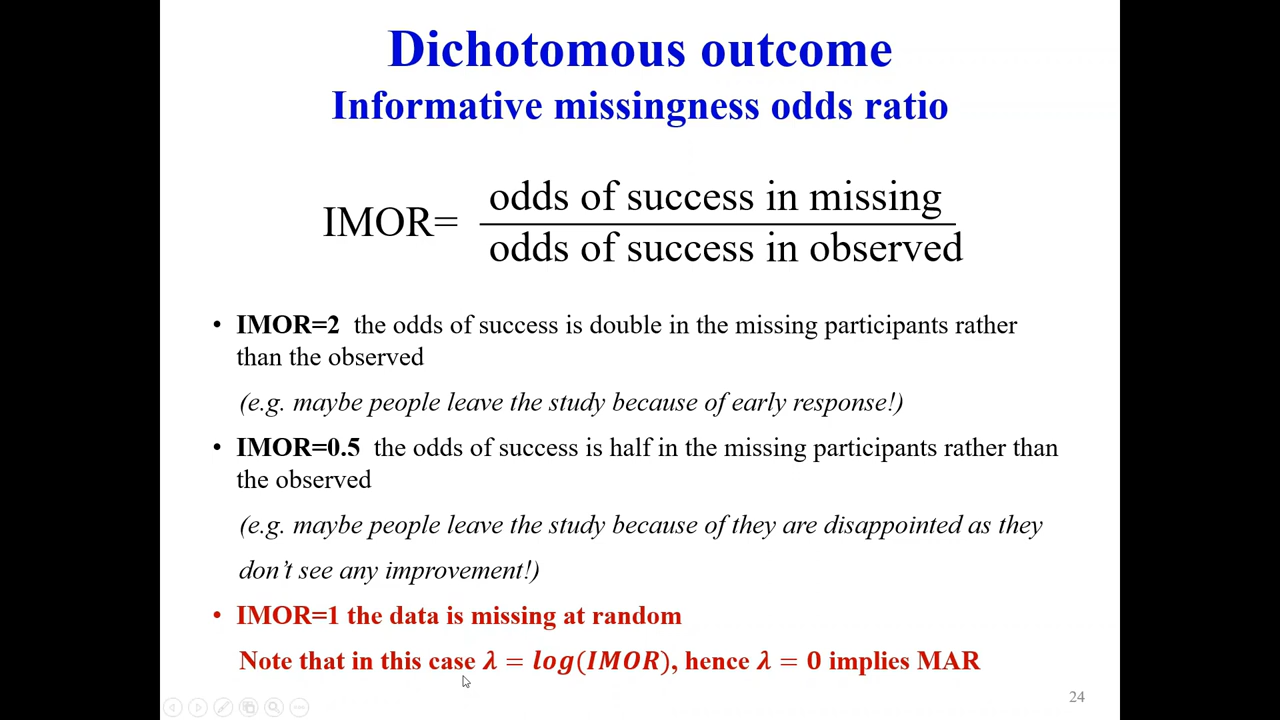 Dichotomous outcome
Informative missingness odds ratio
odds of success in missing
IMOR=
odds of success in observed
• IMOR=2 the odds of success is double in the missing participants rather
than the observed
(e.g. maybe people leave the study because of early response!)
• IMOR=0.5 the odds of success is half in the missing participants rather than
the observed
(e.g. maybe people leave the study because of they are disappointed as they
don’t see any improvement!)
• IMOR=1 the data is missing at random
Note that in this case λ = log(IMOR), hence λ = 0 implies MAR
24